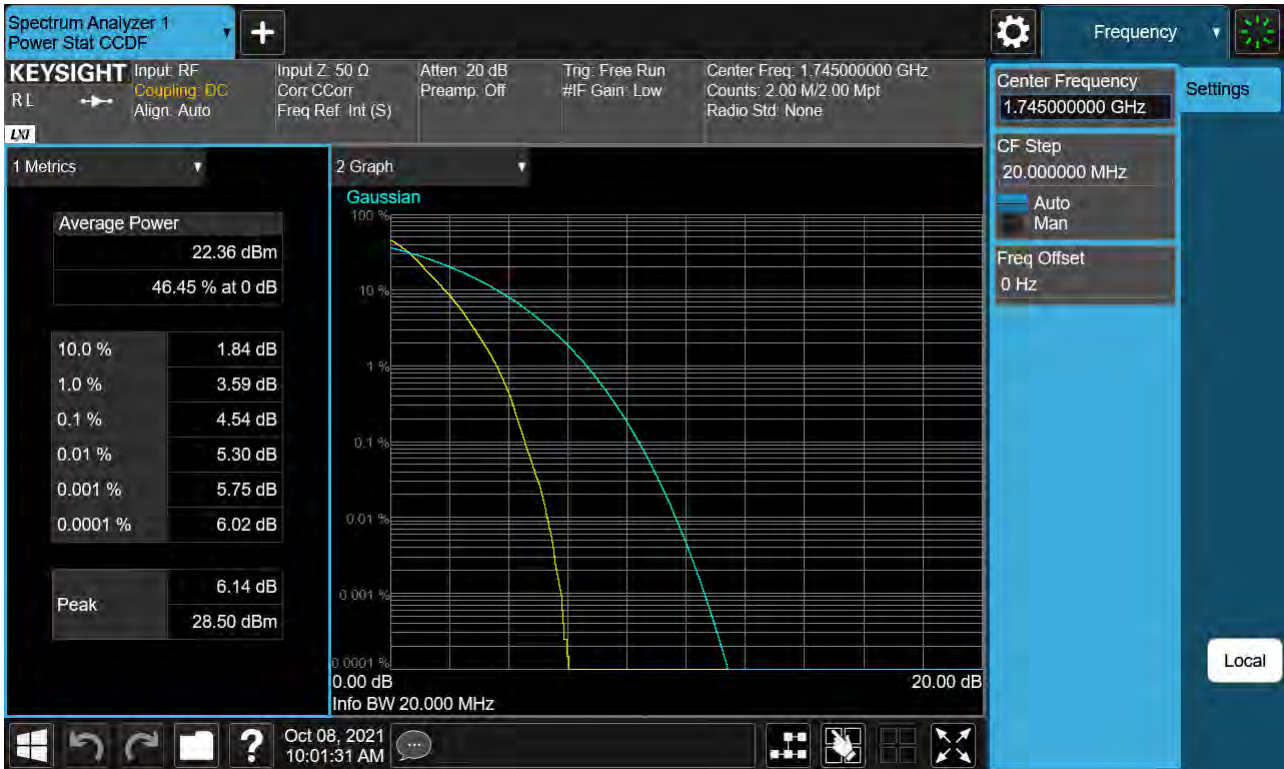 Spectrum Analyzer 1
Power Stat CCDF
Frequency
KEYSIGHT
R L
LXI
Input: RF
Coupling: DC
Align: Auto
Input Z: 50 Ω
Corr CCorr
Freq Ref: Int (S)
Atten: 20 dB
Preamp: Off
Trig: Free Run
#IF Gain: Low
Center Freq: 1.745000000 GHz
Counts: 2.00 M/2.00 Mpt
Radio Std: None
1 Metrics
Average Power
22.36 dBm
46.45 % at 0 dB
10.0 % 1.84 dB
1.0 % 3.59 dB
0.1 % 4.54 dB
0.01 % 5.30 dB
0.001 % 5.75 dB
0.0001 % 6.02 dB
Peak
6.14 dB
28.50 dBm
2 Graph
Gaussian
100 %
10 %
1 %
0.1 %
0.01 %
0.001 %
0.0001 %
0.00 dB 20.00 dB
Info BW 20.000 MHz
Center Frequency
1.745000000 GHz
CF Step
20.000000 MHz
Auto
Man
Freq Offset
0 Hz
Settings
Local
?
Oct 08, 2021
10:01:31 AM